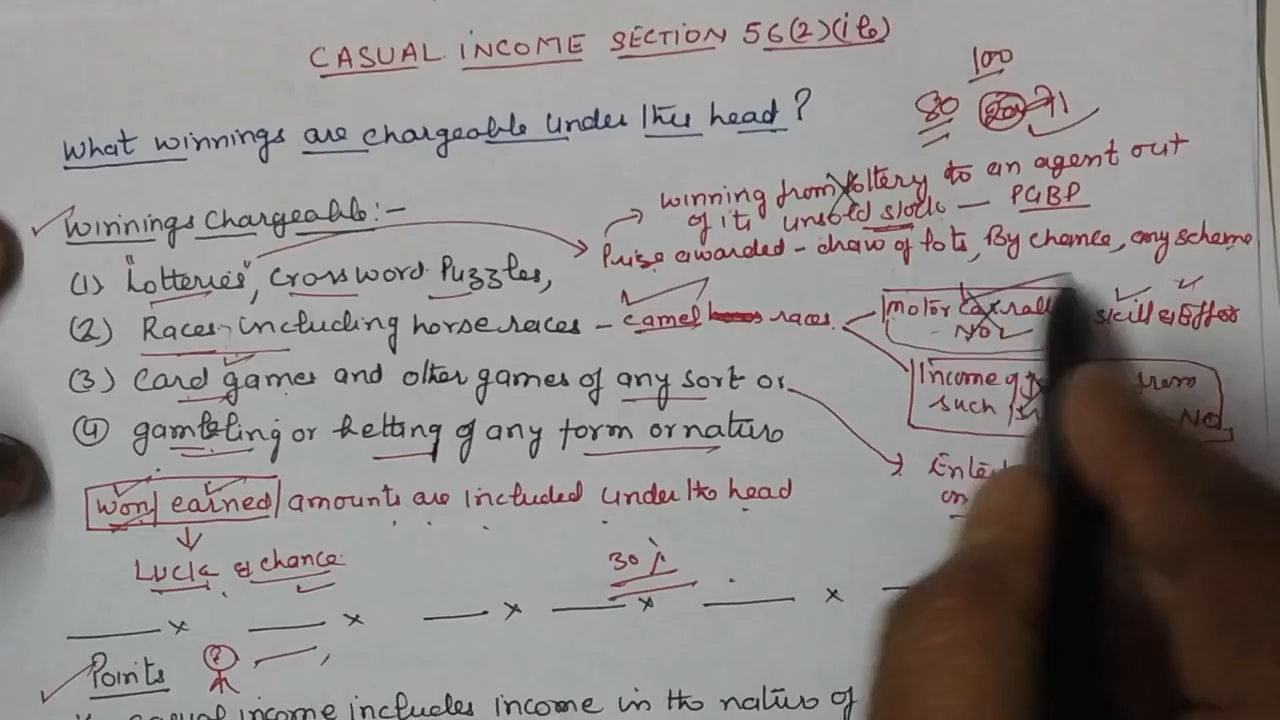 CASUAL INCOME SECTION 56(2)(ib)
100
80
What winnings are chargeable under this head?
winning from lottery to an agent out
of its unsold stock — PGBP
Winnings Chargeable:-
Prize awarded - draw of lots, By chance, any scheme
(1) "Lotteries", Crossword Puzzles,
(2) Races, including horse races - camel races
motor
- NO
skill & Effor
(3) Card games and other games of any sort or
Income
from
such
NO
(4) gambling or betting of any form or nature
won/ earned/ amounts are included under the head
Luck & chance
30%
x x x x x
Points
casual income includes income in the nature of